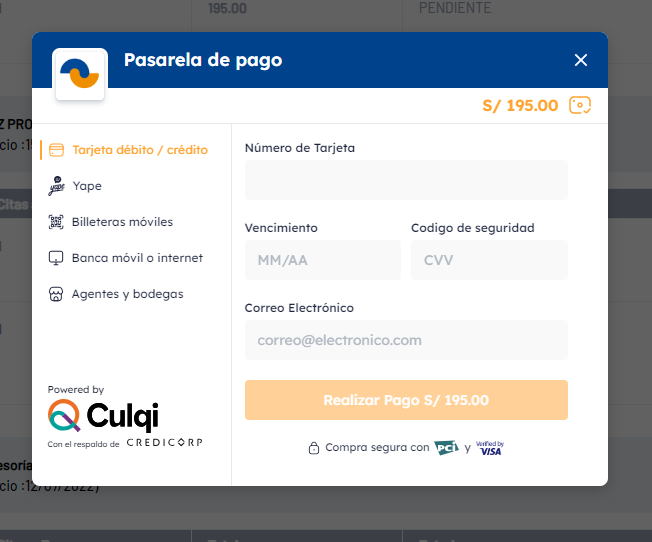 195.00
PENDIENTE
Pasarela de pago
S/ 195.00
Z PRO
cio :1
Citas
Tarjeta débito / crédito
Yape
Billeteras móviles
Banca móvil o internet
Agentes y bodegas
Número de Tarjeta
Vencimiento
Codigo de seguridad
MM/AA
CVV
Correo Electrónico
correo@electronico.com
Realizar Pago S/ 195.00
Compra segura con PCI y Verified by VISA
Powered by
Culqi
Con el respaldo de CREDICORP
esoría
cio :12/07/2022)